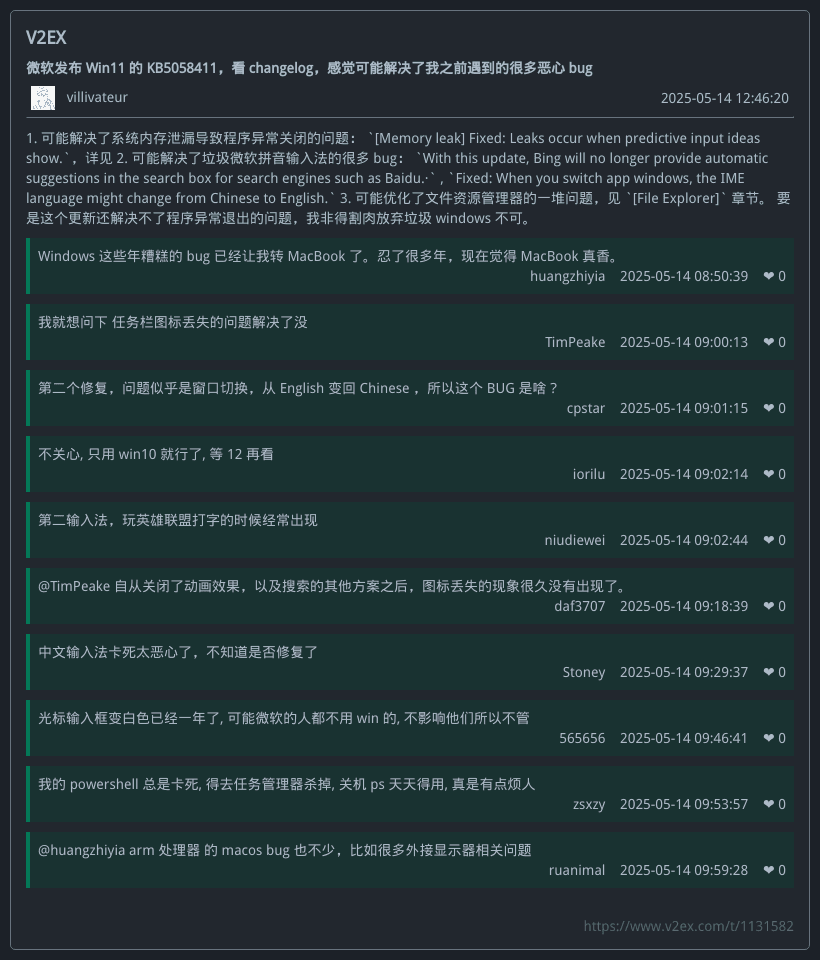 V2EX
微软发布 Win11 的 KB5058411，看 changelog，感觉可能解决了我之前遇到的很多恶心 bug
villivateur
2025-05-14 12:46:20
1. 可能解决了系统内存泄漏导致程序异常关闭的问题： `[Memory leak] Fixed: Leaks occur when predictive input ideas
show.`，详见 2. 可能解决了垃圾微软拼音输入法的很多 bug： `With this update, Bing will no longer provide automatic
suggestions in the search box for search engines such as Baidu.·` , `Fixed: When you switch app windows, the IME
language might change from Chinese to English.` 3. 可能优化了文件资源管理器的一堆问题，见 `[File Explorer]` 章节。 要
是这个更新还解决不了程序异常退出的问题，我非得割肉放弃垃圾 windows 不可。
Windows 这些年糟糕的 bug 已经让我转 MacBook 了。忍了很多年，现在觉得 MacBook 真香。
huangzhiyia 2025-05-14 08:50:39 ❤ 0
我就想问下 任务栏图标丢失的问题解决了没
TimPeake 2025-05-14 09:00:13 ❤ 0
第二个修复，问题似乎是窗口切换，从 English 变回 Chinese ，所以这个 BUG 是啥？
cpstar 2025-05-14 09:01:15 ❤ 0
不关心, 只用 win10 就行了, 等 12 再看
iorilu 2025-05-14 09:02:14 ❤ 0
第二输入法，玩英雄联盟打字的时候经常出现
niudiewei 2025-05-14 09:02:44 ❤ 0
@TimPeake 自从关闭了动画效果，以及搜索的其他方案之后，图标丢失的现象很久没有出现了。
daf3707 2025-05-14 09:18:39 ❤ 0
中文输入法卡死太恶心了，不知道是否修复了
Stoney 2025-05-14 09:29:37 ❤ 0
光标输入框变白色已经一年了, 可能微软的人都不用 win 的, 不影响他们所以不管
565656 2025-05-14 09:46:41 ❤ 0
我的 powershell 总是卡死, 得去任务管理器杀掉, 关机 ps 天天得用, 真是有点烦人
zsxzy 2025-05-14 09:53:57 ❤ 0
@huangzhiyia arm 处理器 的 macos bug 也不少，比如很多外接显示器相关问题
ruanimal 2025-05-14 09:59:28 ❤ 0
https://www.v2ex.com/t/1131582